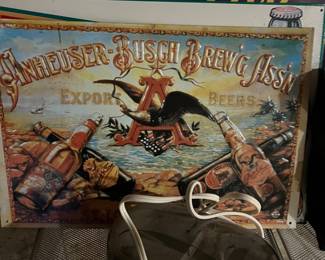 Anheuser-Busch Brew'g Ass'n
Export Beers
A